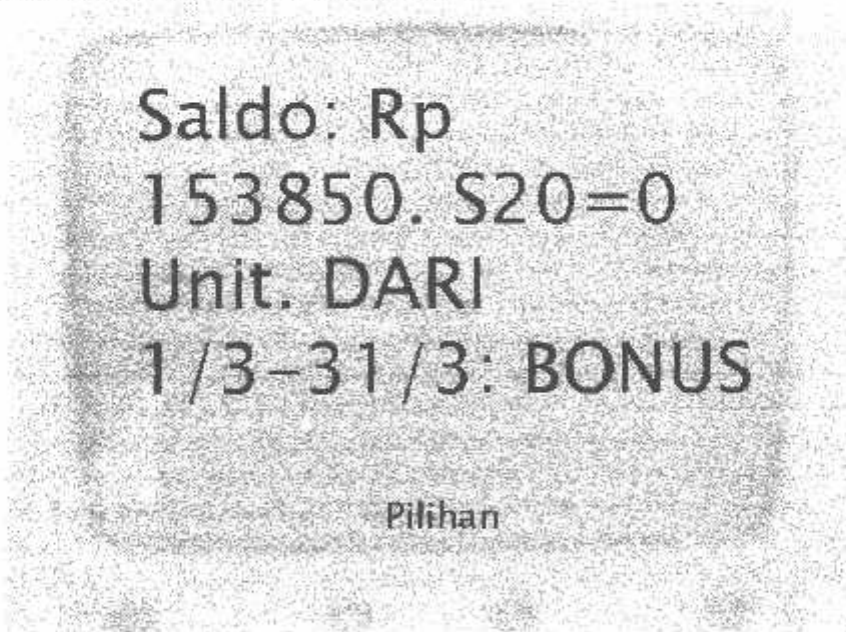 Saldo: Rp
153850. S20=0
Unit. DARI
1/3-31/3: BONUS
Pilihan